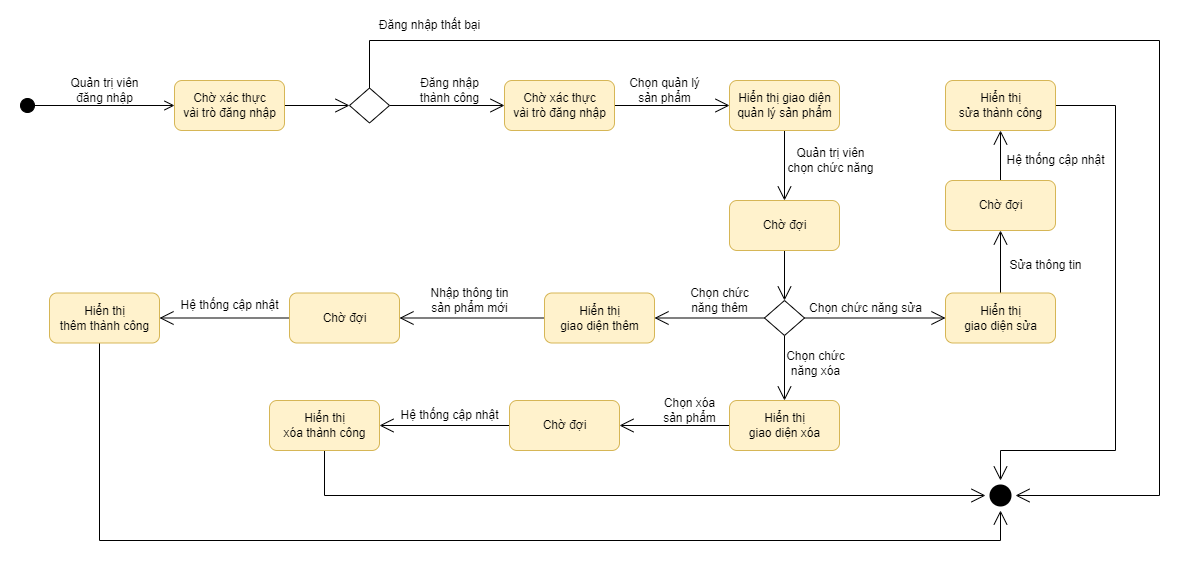 Đăng nhập thất bại
Quản trị viên
đăng nhập
Chờ xác thực
vải trò đăng nhập
Đăng nhập
thành công
Chờ xác thực
vải trò đăng nhập
Chọn quản lý
sản phẩm
Hiển thị giao diện
quản lý sản phẩm
Hiển thị
sửa thành công
Quản trị viên
chọn chức năng
Hệ thống cập nhật
Chờ đợi
Chờ đợi
Sửa thông tin
Hiển thị
thêm thành công
Hệ thống cập nhật
Chờ đợi
Nhập thông tin
sản phẩm mới
Hiển thị
giao diện thêm
Chọn chức
năng thêm
Chọn chức năng sửa
Hiển thị
giao diện sửa
Chọn chức
năng xóa
Hiển thị
xóa thành công
Hệ thống cập nhật
Chờ đợi
Chọn xóa
sản phẩm
Hiển thị
giao diện xóa